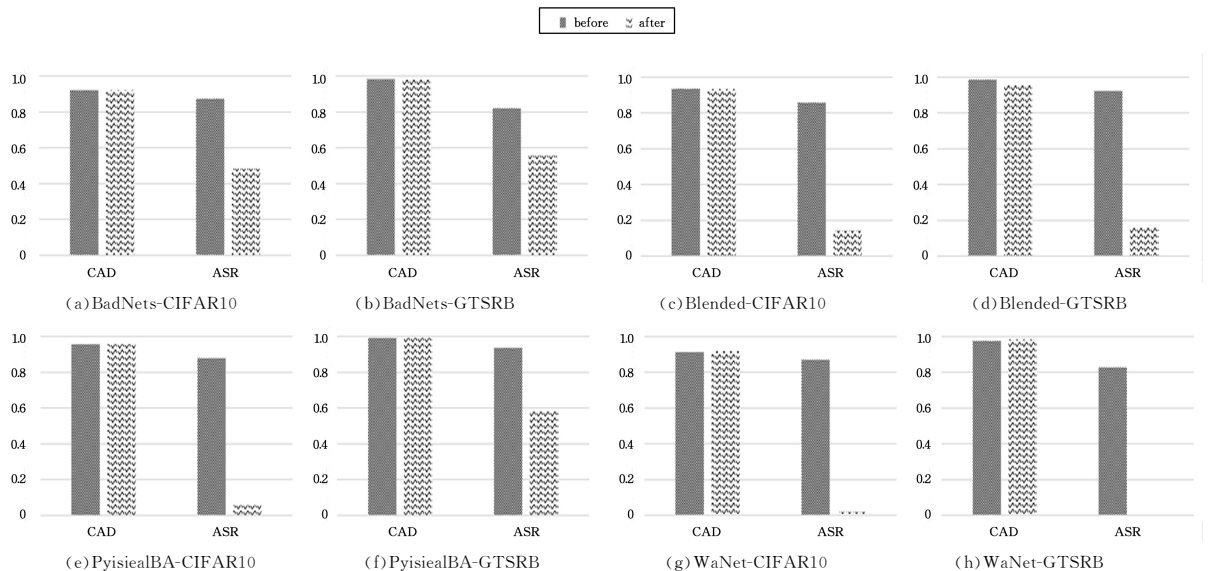 before after
1.0
0.8
0.6
0.4
0.2
0
CAD ASR
(a)BadNets-CIFAR10
1.0
0.8
0.6
0.4
0.2
0
CAD ASR
(b)BadNets-GTSRB
1.0
0.8
0.6
0.4
0.2
0
CAD ASR
(c)Blended-CIFAR10
1.0
0.8
0.6
0.4
0.2
0
CAD ASR
(d)Blended-GTSRB
1.0
0.8
0.6
0.4
0.2
0
CAD ASR
(e)PyisiealBA-CIFAR10
1.0
0.8
0.6
0.4
0.2
0
CAD ASR
(f)PyisiealBA-GTSRB
1.0
0.8
0.6
0.4
0.2
0
CAD ASR
(g)WaNet-CIFAR10
1.0
0.8
0.6
0.4
0.2
0
CAD ASR
(h)WaNet-GTSRB